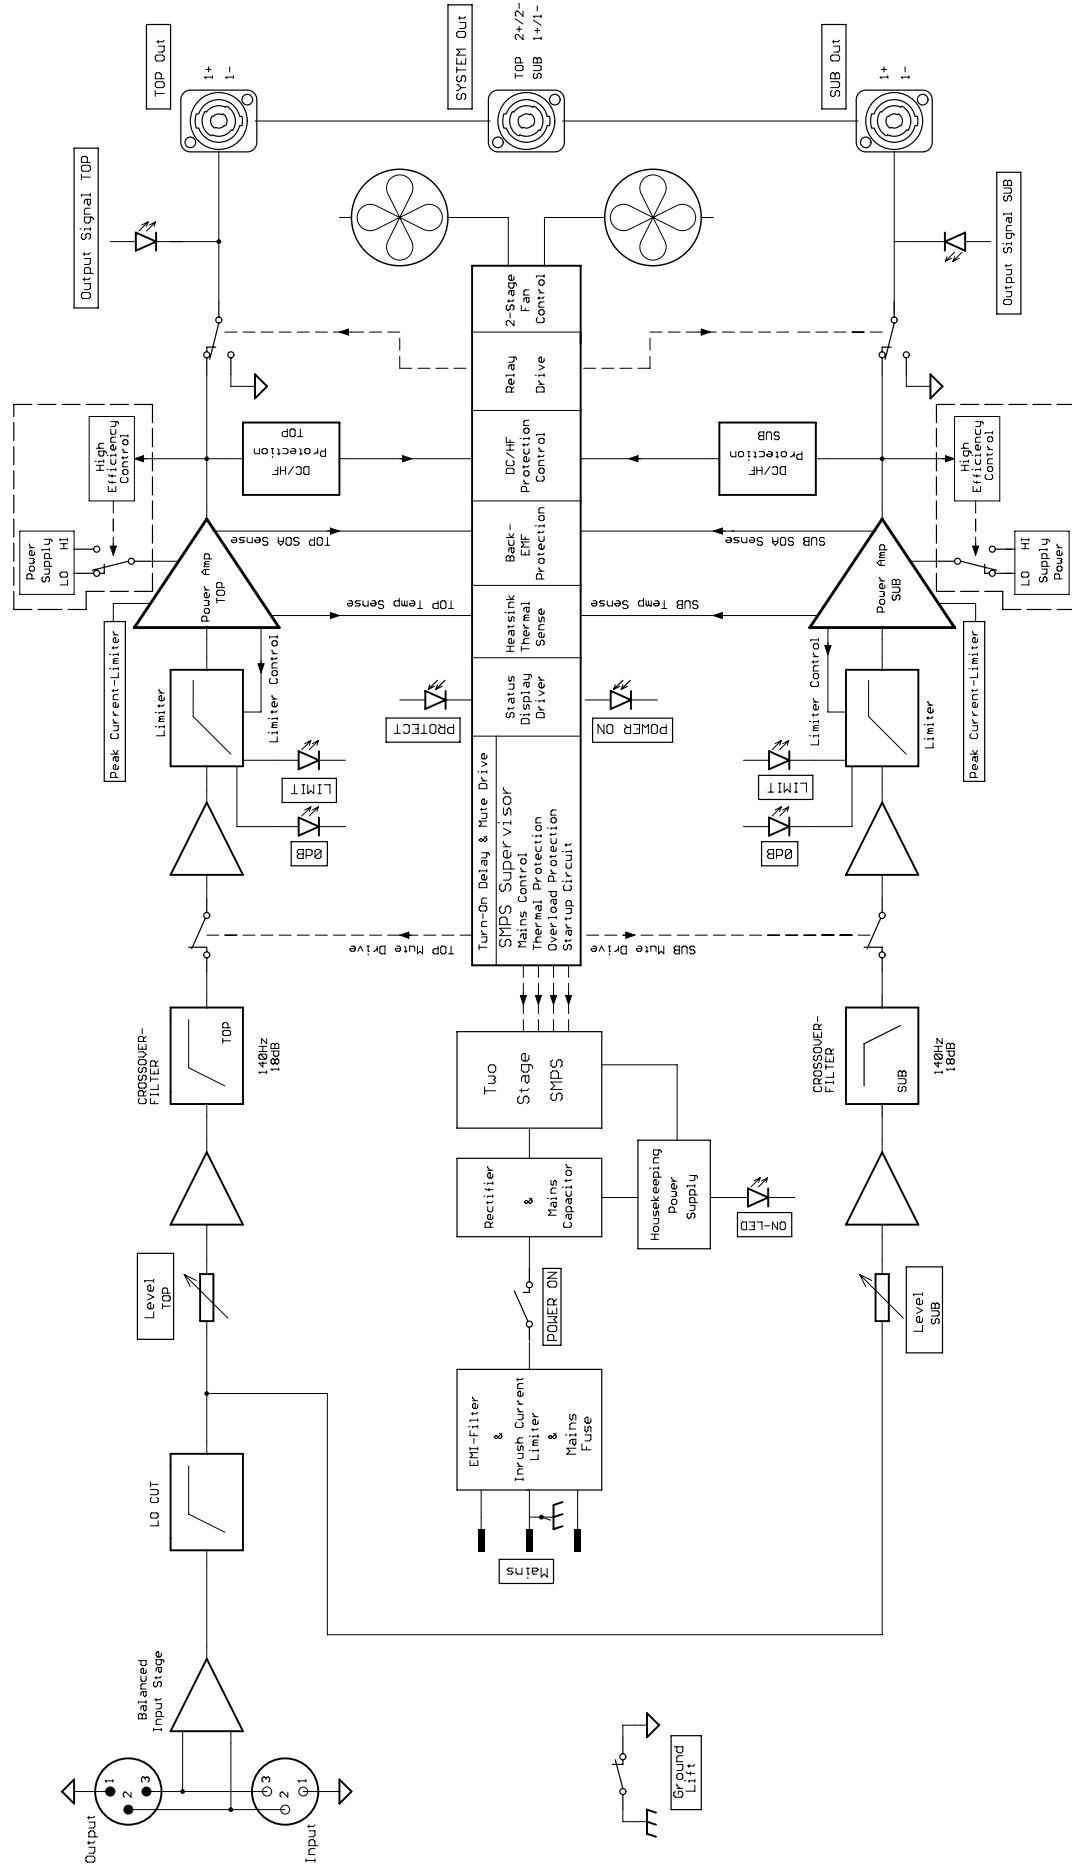 Output
1
2
3
Input
3
2
1
Balanced
Input Stage
LO CUT
Level
TOP
CROSSOVER-
FILTER
TOP
140Hz
18dB
TOP Mute Drive
0dB
LIMIT
Limiter
Limiter Control
Peak Current-Limiter
Power Amp
TOP
Power
Supply
LO
HI
High
Efficiency
Control
TOP Temp Sense
TOP SOA Sense
DC/HF
Protection
TOP
Output Signal TOP
TOP Out
1+
1-
Ground
Lift
Mains
EMI-Filter
&
Inrush Current
Limiter
&
Mains
Fuse
POWER ON
Rectifier
&
Mains
Capacitor
Housekeeping
Power
Supply
ON-LED
Two
Stage
SMPS
Turn-On Delay & Mute Drive
SMPS Supervisor
Mains Control
Thermal Protection
Overload Protection
Startup Circuit
PROTECT
POWER ON
Status
Display
Driver
Heatsink
Thermal
Sense
Back-
EMF
Protection
DC/HF
Protection
Control
Relay
Drive
2-Stage
Fan
Control
SYSTEM Out
TOP 2+/2-
SUB 1+/1-
Level
SUB
CROSSOVER-
FILTER
SUB
140Hz
18dB
SUB Mute Drive
0dB
LIMIT
Limiter Control
Limiter
Peak Current-Limiter
Power Amp
SUB
SUB Temp Sense
SUB SOA Sense
DC/HF
Protection
SUB
High
Efficiency
Control
LO
HI
Supply
Power
Output Signal SUB
SUB Out
1+
1-